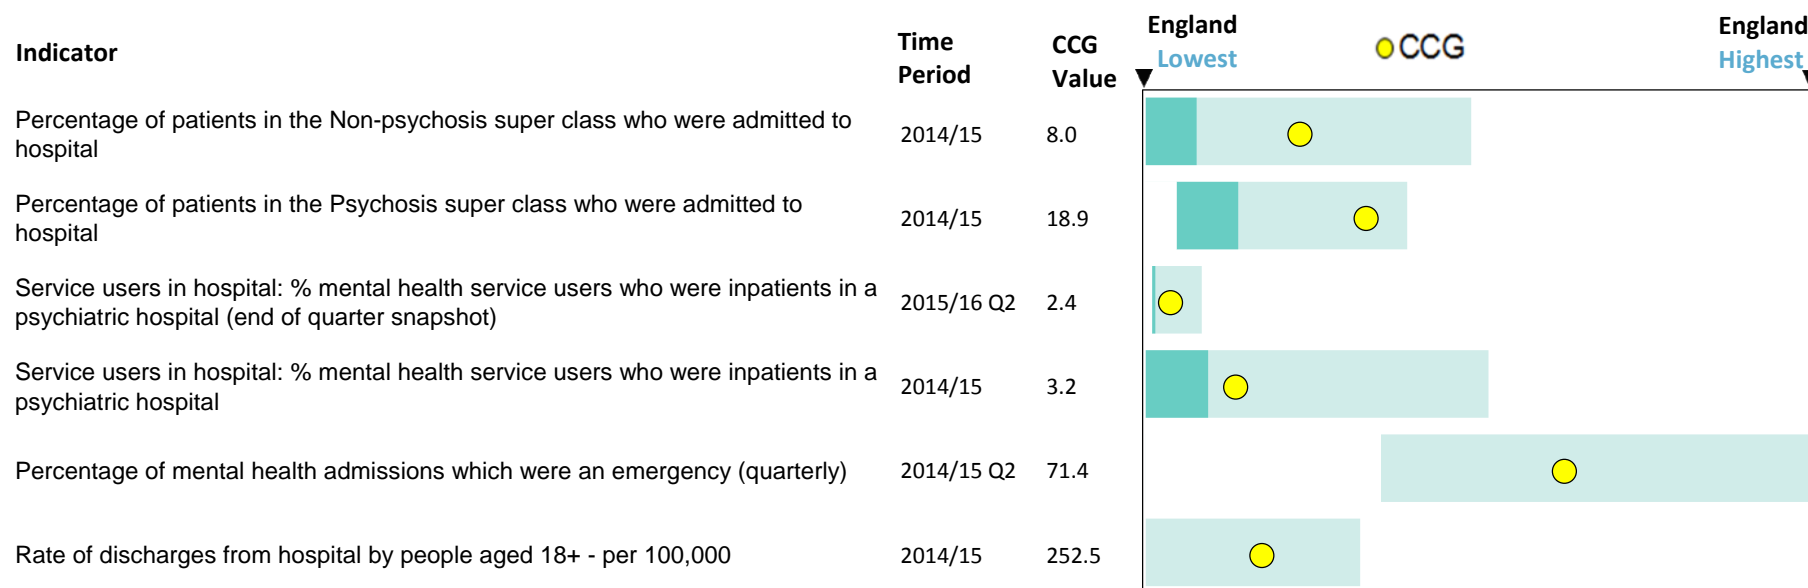 Indicator
Time
Period
CCG
Value
England
Lowest
CCG
England
Highest
Percentage of patients in the Non-psychosis super class who were admitted to
hospital
2014/15
8.0
Percentage of patients in the Psychosis super class who were admitted to
hospital
2014/15
18.9
Service users in hospital: % mental health service users who were inpatients in a
psychiatric hospital (end of quarter snapshot)
2015/16 Q2
2.4
Service users in hospital: % mental health service users who were inpatients in a
psychiatric hospital
2014/15
3.2
Percentage of mental health admissions which were an emergency (quarterly)
2014/15 Q2
71.4
Rate of discharges from hospital by people aged 18+ - per 100,000
2014/15
252.5